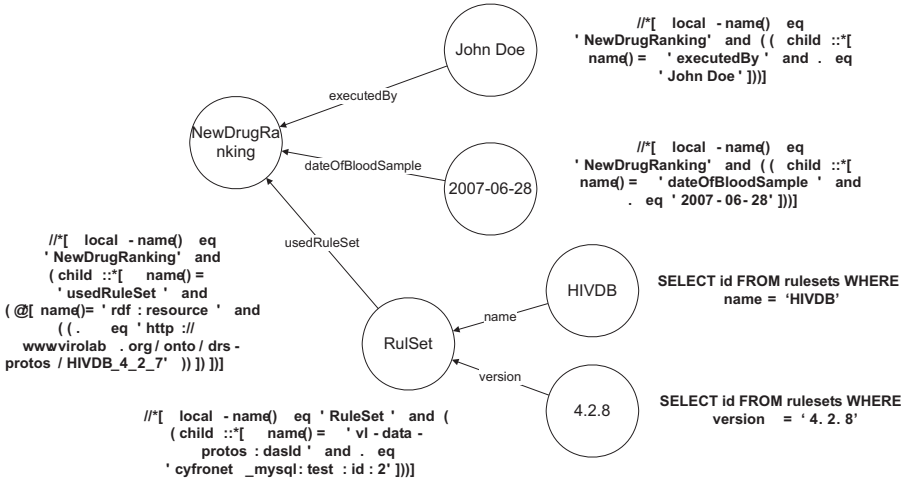 John Doe
//*[ local - name() eq
' NewDrugRanking' and ( ( child ::*[
name() = ' executedBy ' and . eq
' John Doe ' ]))]
executedBy
NewDrugRa
nking
dateOfBloodSample
2007-06-28
//*[ local - name() eq
' NewDrugRanking' and ( ( child ::*[
name() = ' dateOfBloodSample ' and
. eq ' 2007 - 06 - 28' ]))]
usedRuleSet
//*[ local - name() eq
' NewDrugRanking' and
( child ::*[ name() =
' usedRuleSet ' and
( @[ name()= ' rdf : resource ' and
( ( . eq ' http ://
www.virolab . org / onto / drs -
protos / HIVDB_4_2_7' )) ]) ])]
HIVDB
SELECT id FROM rulesets WHERE
name = ‘HIVDB’
name
RulSet
version
4.2.8
SELECT id FROM rulesets WHERE
version = ‘ 4. 2. 8’
//*[ local - name() eq ' RuleSet ' and (
( child ::*[ name() = ' vl - data -
protos : dasId ' and . eq
' cyfronet _mysql: test : id : 2' ]))]